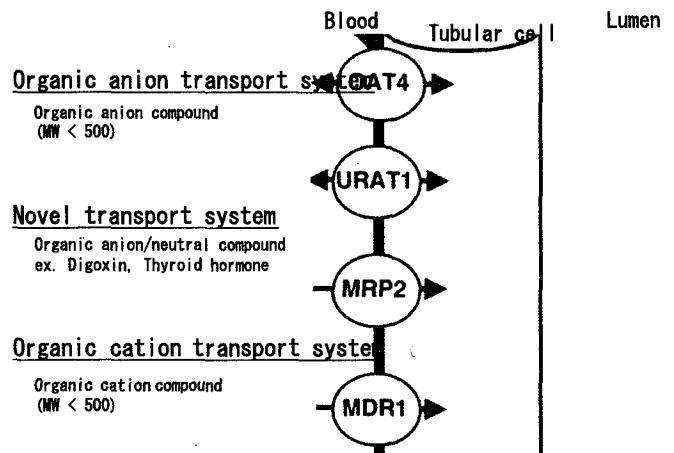 Blood
Tubular cell
Lumen
Organic anion transport system
OAT4
Organic anion compound
(MW < 500)
URAT1
Novel transport system
Organic anion/neutral compound
ex. Digoxin, Thyroid hormone
MRP2
Organic cation transport system
Organic cation compound
(MW < 500)
MDR1